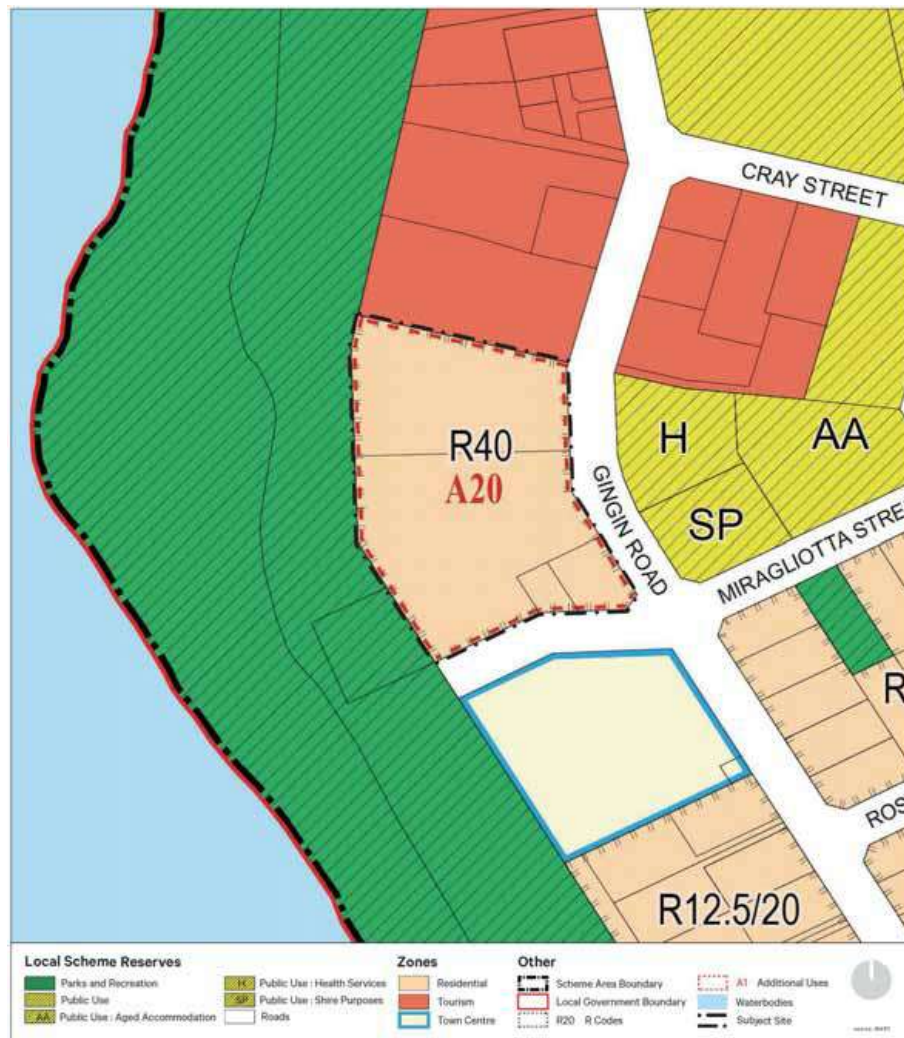 CRAY STREET
R40
A20
H
AA
SP
GINGIN ROAD
MIRAGLIOTTA STRE
R
ROS
R12.5/20
Local Scheme Reserves
Parks and Recreation
Public Use
AA Public Use : Aged Accommodation
H Public Use : Health Services
SP Public Use : Shire Purposes
Roads
Zones
Residential
Tourism
Town Centre
Other
Scheme Area Boundary
Local Government Boundary
R20 R Codes
A1 Additional Uses
Waterbodies
Subject Site